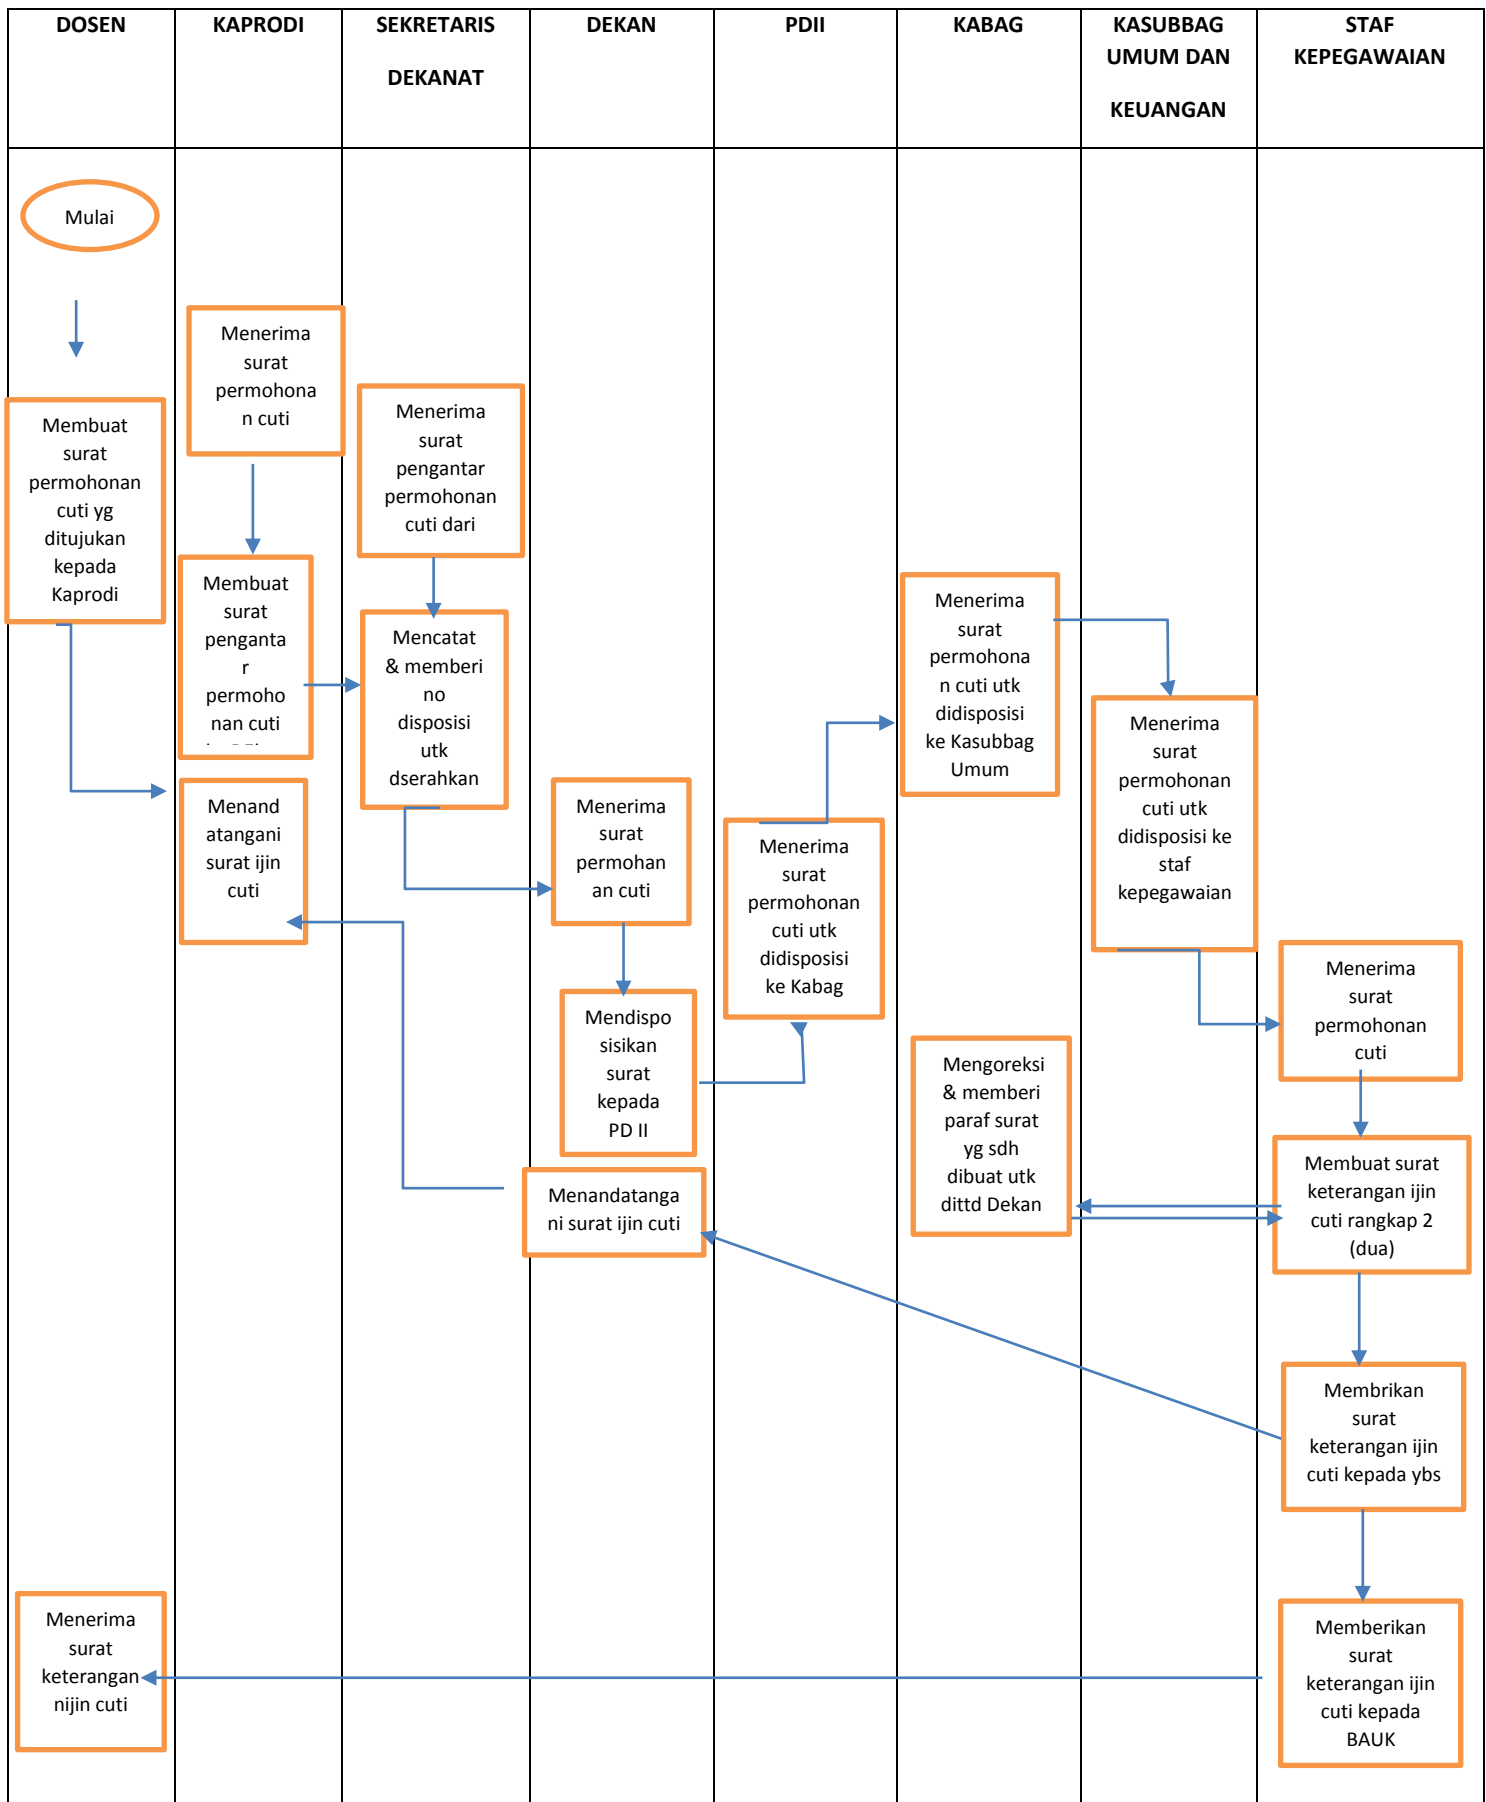 DOSEN
KAPRODI
SEKRETARIS
DEKANAT
DEKAN
PDII
KABAG
KASUBBAG
UMUM DAN
KEUANGAN
STAF
KEPEGAWAIAN
Mulai
Membuat
surat
permohonan
cuti yg
ditujukan
kepada
Kaprodi
Menerima
surat
permohona
n cuti
Membuat
surat
penganta
r
permoho
nan cuti
Menand
atangani
surat ijin
cuti
Menerima
surat
pengantar
permohonan
cuti dari
Mencatat
& memberi
no
disposisi
utk
dserahkan
Menerima
surat
permohan
an cuti
Mendispo
sisikan
surat
kepada
PD II
Menandatanga
ni surat ijin cuti
Menerima
surat
permohonan
cuti utk
didisposisi
ke Kabag
Menerima
surat
permohona
n cuti utk
didisposisi
ke Kasubbag
Umum
Mengoreksi
& memberi
paraf surat
yg sdh
dibuat utk
dittd Dekan
Menerima
surat
permohonan
cuti utk
didisposisi ke
staf
kepegawaian
Menerima
surat
permohonan
cuti
Membuat surat
keterangan ijin
cuti rangkap 2
(dua)
Membrikan
surat
keterangan ijin
cuti kepada ybs
Memberikan
surat
keterangan ijin
cuti kepada
BAUK
Menerima
surat
keterangan
nijin cuti